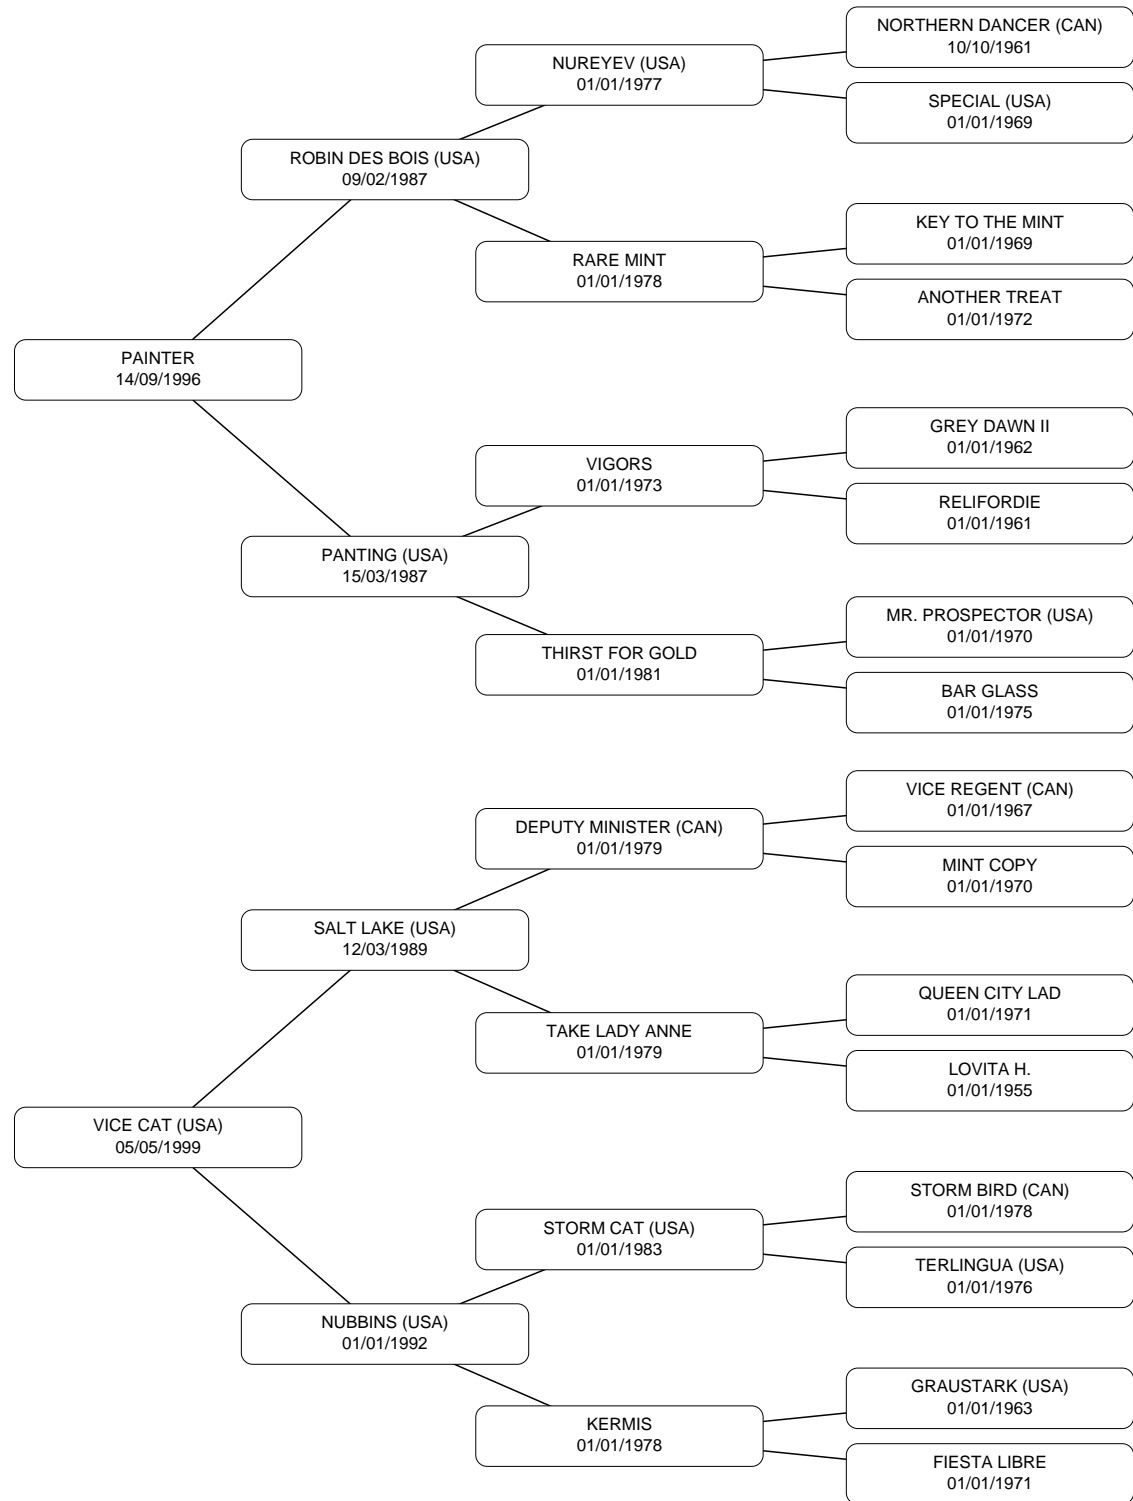 NORTHERN DANCER (CAN)
10/10/1961
NUREYEV (USA)
01/01/1977
SPECIAL (USA)
01/01/1969
ROBIN DES BOIS (USA)
09/02/1987
KEY TO THE MINT
01/01/1969
RARE MINT
01/01/1978
ANOTHER TREAT
01/01/1972
PAINTER
14/09/1996
GREY DAWN II
01/01/1962
VIGORS
01/01/1973
RELIFORDIE
01/01/1961
PANTING (USA)
15/03/1987
MR. PROSPECTOR (USA)
01/01/1970
THIRST FOR GOLD
01/01/1981
BAR GLASS
01/01/1975
VICE REGENT (CAN)
01/01/1967
DEPUTY MINISTER (CAN)
01/01/1979
MINT COPY
01/01/1970
SALT LAKE (USA)
12/03/1989
QUEEN CITY LAD
01/01/1971
TAKE LADY ANNE
01/01/1979
LOVITA H.
01/01/1955
VICE CAT (USA)
05/05/1999
STORM BIRD (CAN)
01/01/1978
STORM CAT (USA)
01/01/1983
TERLINGUA (USA)
01/01/1976
NUBBINS (USA)
01/01/1992
GRAUSTARK (USA)
01/01/1963
KERMIS
01/01/1978
FIESTA LIBRE
01/01/1971